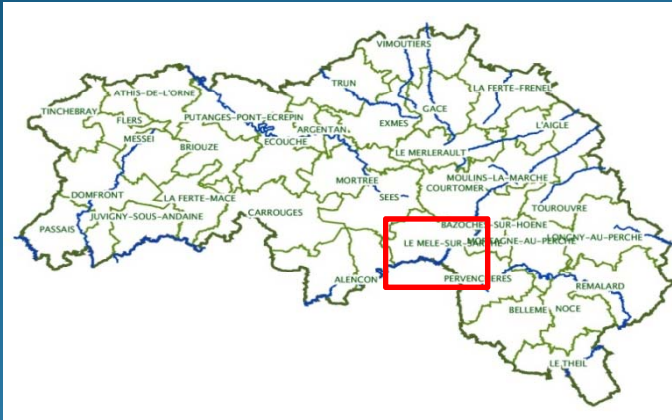 VIMOUTIERS
TRUN
LA FERTE-FRENEL
ATHIS-DE-L'ORNE
GACE
TINCHEBRAY
FLERS
PUTANGES-PONT-ECREPIN
EXMES
L'AIGLE
MESSEI
ARGENTAN
BRIOUZE
ECOUCHE
LE MERLERAULT
MOULINS-LA-MARCHE
MORTREE
COURTOMER
DOMFRONT
LA FERTE-MACE
SEES
TOUROUVRE
JUVIGNY-SOUS-ANDAINE
CARROUGES
PASSAIS
BAZOCHES-SUR-HOENE
LE MELE-SUR-SARTHE
MORTAGNE-AU-PERCHE
LONGNY-AU-PERCHE
ALENCON
PERVENCHERES
REMALARD
BELLEME
NOCE
LE THEIL